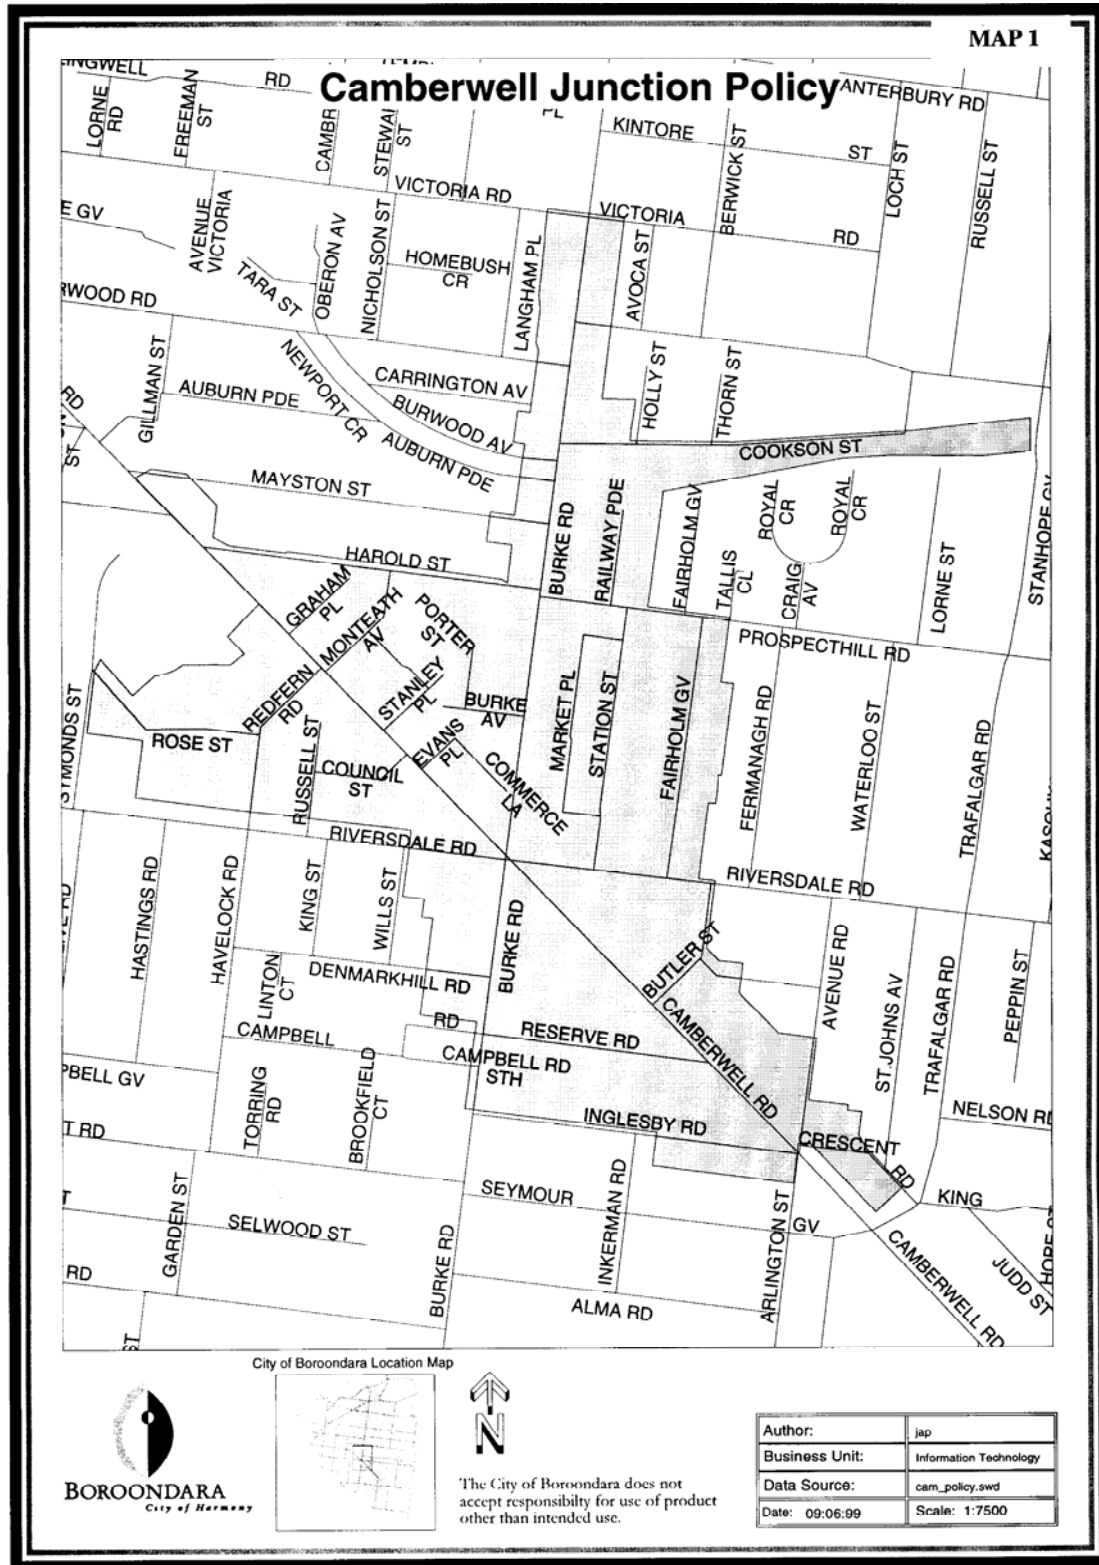 MAP 1
Camberwell Junction Policy
RD
LORNE
RD
FREEMAN
ST
ST
KINTORE
ST
BERWICK ST
LOCH ST
RUSSELL ST
VICTORIA RD
VICTORIA
RD
AVENUE
VICTORIA
OBERON AV
NICHOLSON ST
HOMEBUSH
CR
LANGHAM PL
AVOCA ST
TARA ST
GILLMAN ST
NEWPORT CR
CARRINGTON AV
BURWOOD AV
AUBURN PDE
AUBURN PDE
HOLLY ST
THORN ST
RD
ST
COOKSON ST
MAYSTON ST
BURKE RD
RAILWAY PDE
FAIRHOLM GV
ROYAL
CR
ROYAL
CR
STANHOPE GV
HAROLD ST
TALLIS
CL
CRAIG
AV
LORNE ST
GRAHAM
PL
MONTEATH
AV
PORTER
ST
PROSPECTHILL RD
REDFERN
RD
STANLEY
PL
BURKE
AV
MARKET PL
STATION ST
FAIRHOLM GV
FERMANAGH RD
WATERLOO ST
TRAFALGAR RD
SYMONDS ST
ROSE ST
RUSSELL ST
COUNCIL
ST
EVANS
PL
COMMERCE
LA
RIVERSDALE RD
RIVERSDALE RD
HASTINGS RD
HAVELOCK RD
KING ST
WILLS ST
BURKE RD
BUTLER ST
AVENUE RD
ST.JOHNS AV
TRAFALGAR RD
PEPPIN ST
DENMARKHILL RD
LINTON
CT
CAMPBELL
RD
RESERVE RD
CAMBERWELL RD
CAMPBELL RD
STH
TORRING
RD
BROOKFIELD
CT
INGLESBY RD
NELSON RD
CRESCENT
RD
KING
SEYMOUR
GV
GARDEN ST
SELWOOD ST
BURKE RD
INKERMAN RD
ARLINGTON ST
CAMBERWELL RD
JUDD ST
HOPE ST
RD
ALMA RD
ST
City of Boroondara Location Map
N
BOROONDARA
City of Harmony
The City of Boroondara does not
accept responsibilty for use of product
other than intended use.
Author: jap
Business Unit: Information Technology
Data Source: cam_policy.swd
Date: 09:06:99 Scale: 1:7500